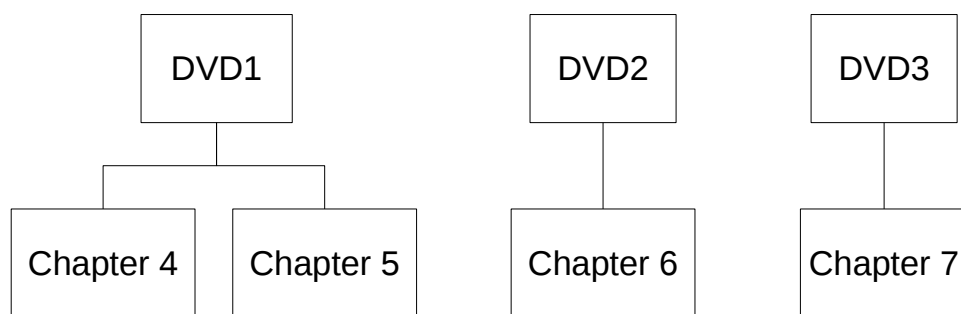 DVD1
DVD2
DVD3
Chapter 4
Chapter 5
Chapter 6
Chapter 7